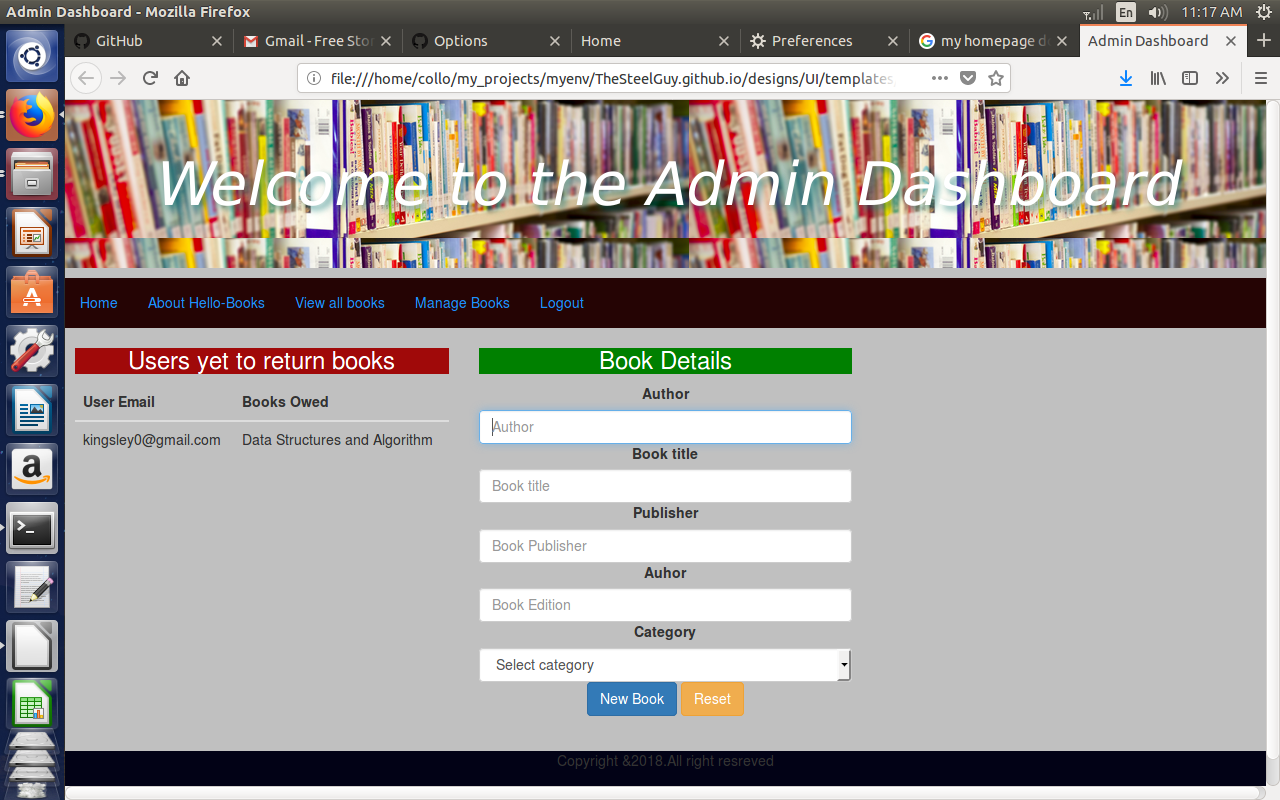 Admin Dashboard - Mozilla Firefox
En
11:17 AM
GitHub
Gmail - Free Sto
Options
Home
Preferences
my homepage d
Admin Dashboard
file:///home/collo/my_projects/myenv/TheSteelGuy.github.io/designs/UI/templates
Welcome to the Admin Dashboard
Home
About Hello-Books
View all books
Manage Books
Logout
Users yet to return books
User Email
Books Owed
kingsley0@gmail.com
Data Structures and Algorithm
Book Details
Author
Author
Book title
Book title
Publisher
Book Publisher
Auhor
Book Edition
Category
Select category
New Book
Reset
Copyright &2018.All right resreved